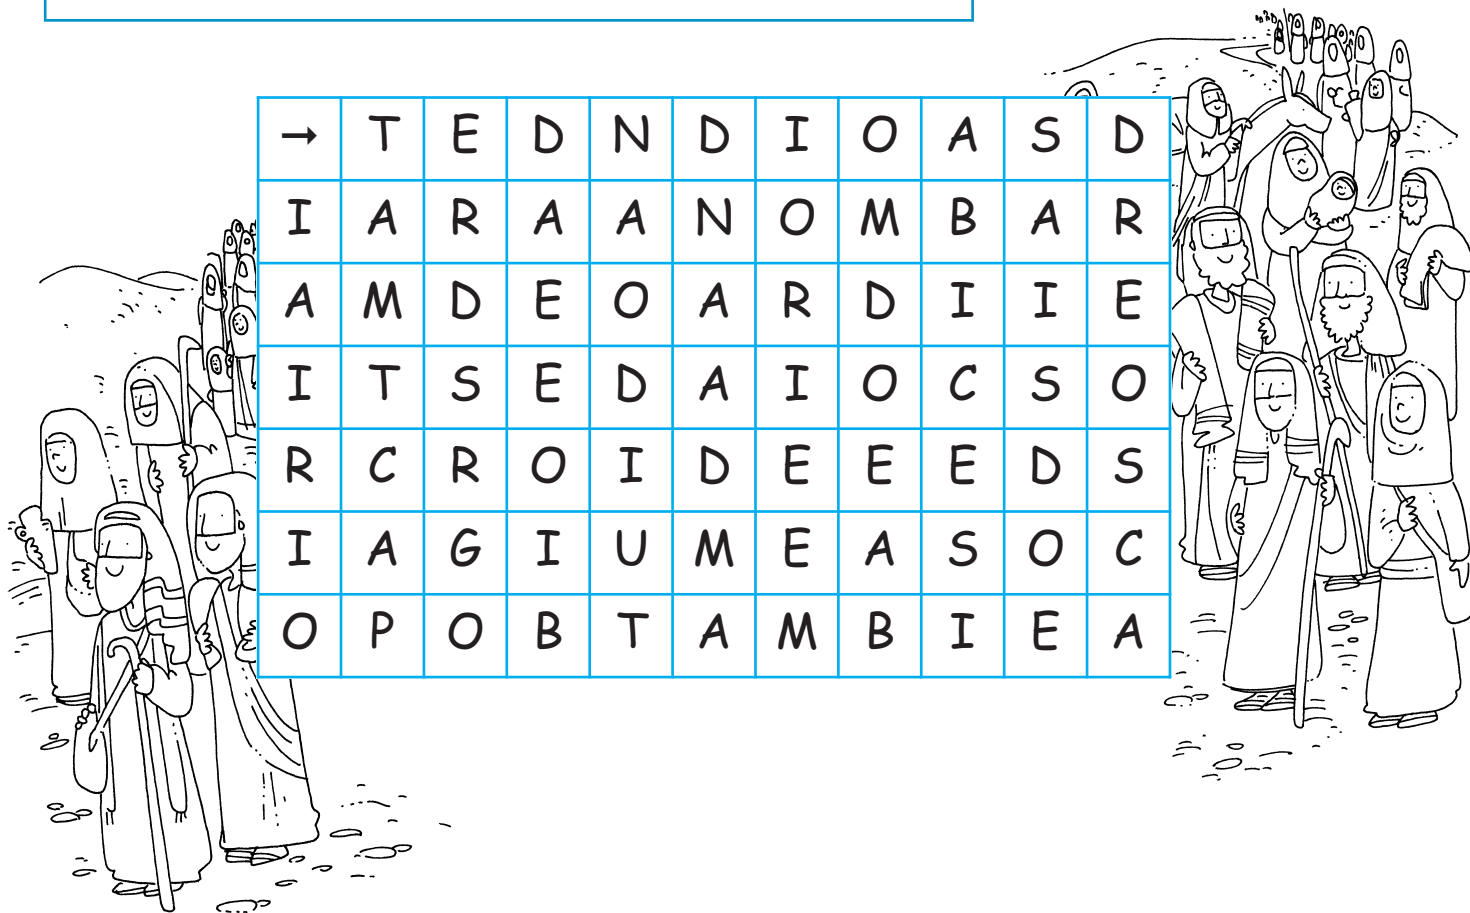 → T E D N D I O A S D
I A R A A N O M B A R
A M D E O A R D I I E
I T S E D A I O C S O
R C R O I D E E E D S
I A G I U M E A S O C
O P O B T A M B I E A